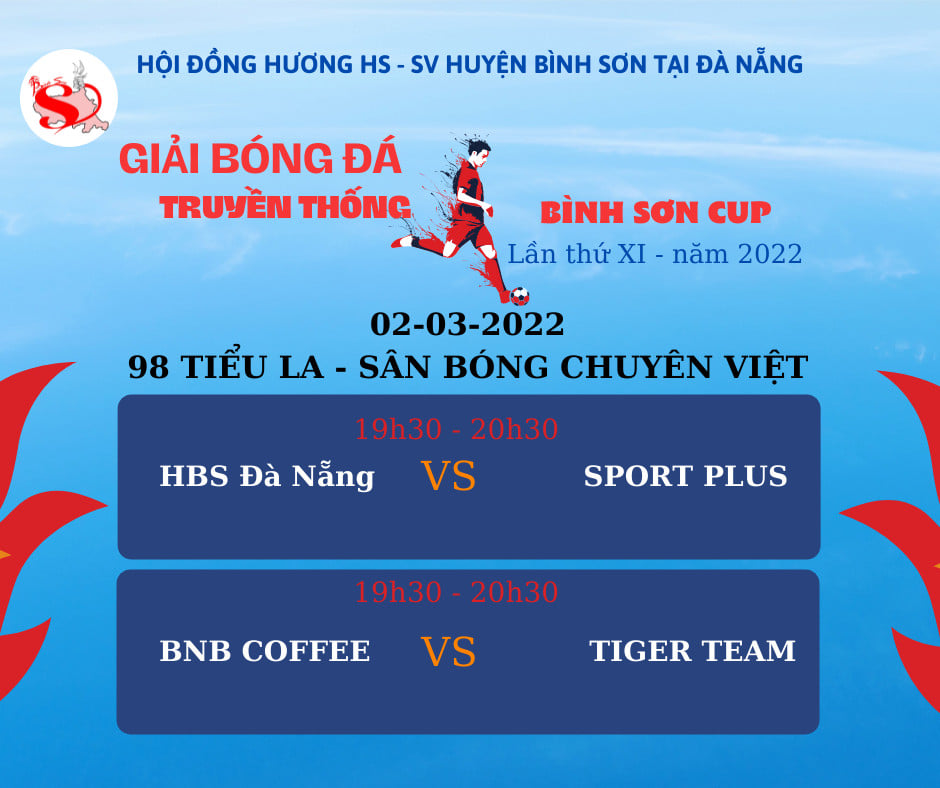 HỘI ĐỒNG HƯƠNG HS - SV HUYỆN BÌNH SƠN TẠI ĐÀ NẴNG
GIẢI BÓNG ĐÁ
TRUYỀN THỐNG
BÌNH SƠN CUP
Lần thứ XI - năm 2022
02-03-2022
98 TIỂU LA - SÂN BÓNG CHUYÊN VIỆT
19h30 - 20h30
HBS Đà Nẵng VS SPORT PLUS
19h30 - 20h30
BNB COFFEE VS TIGER TEAM